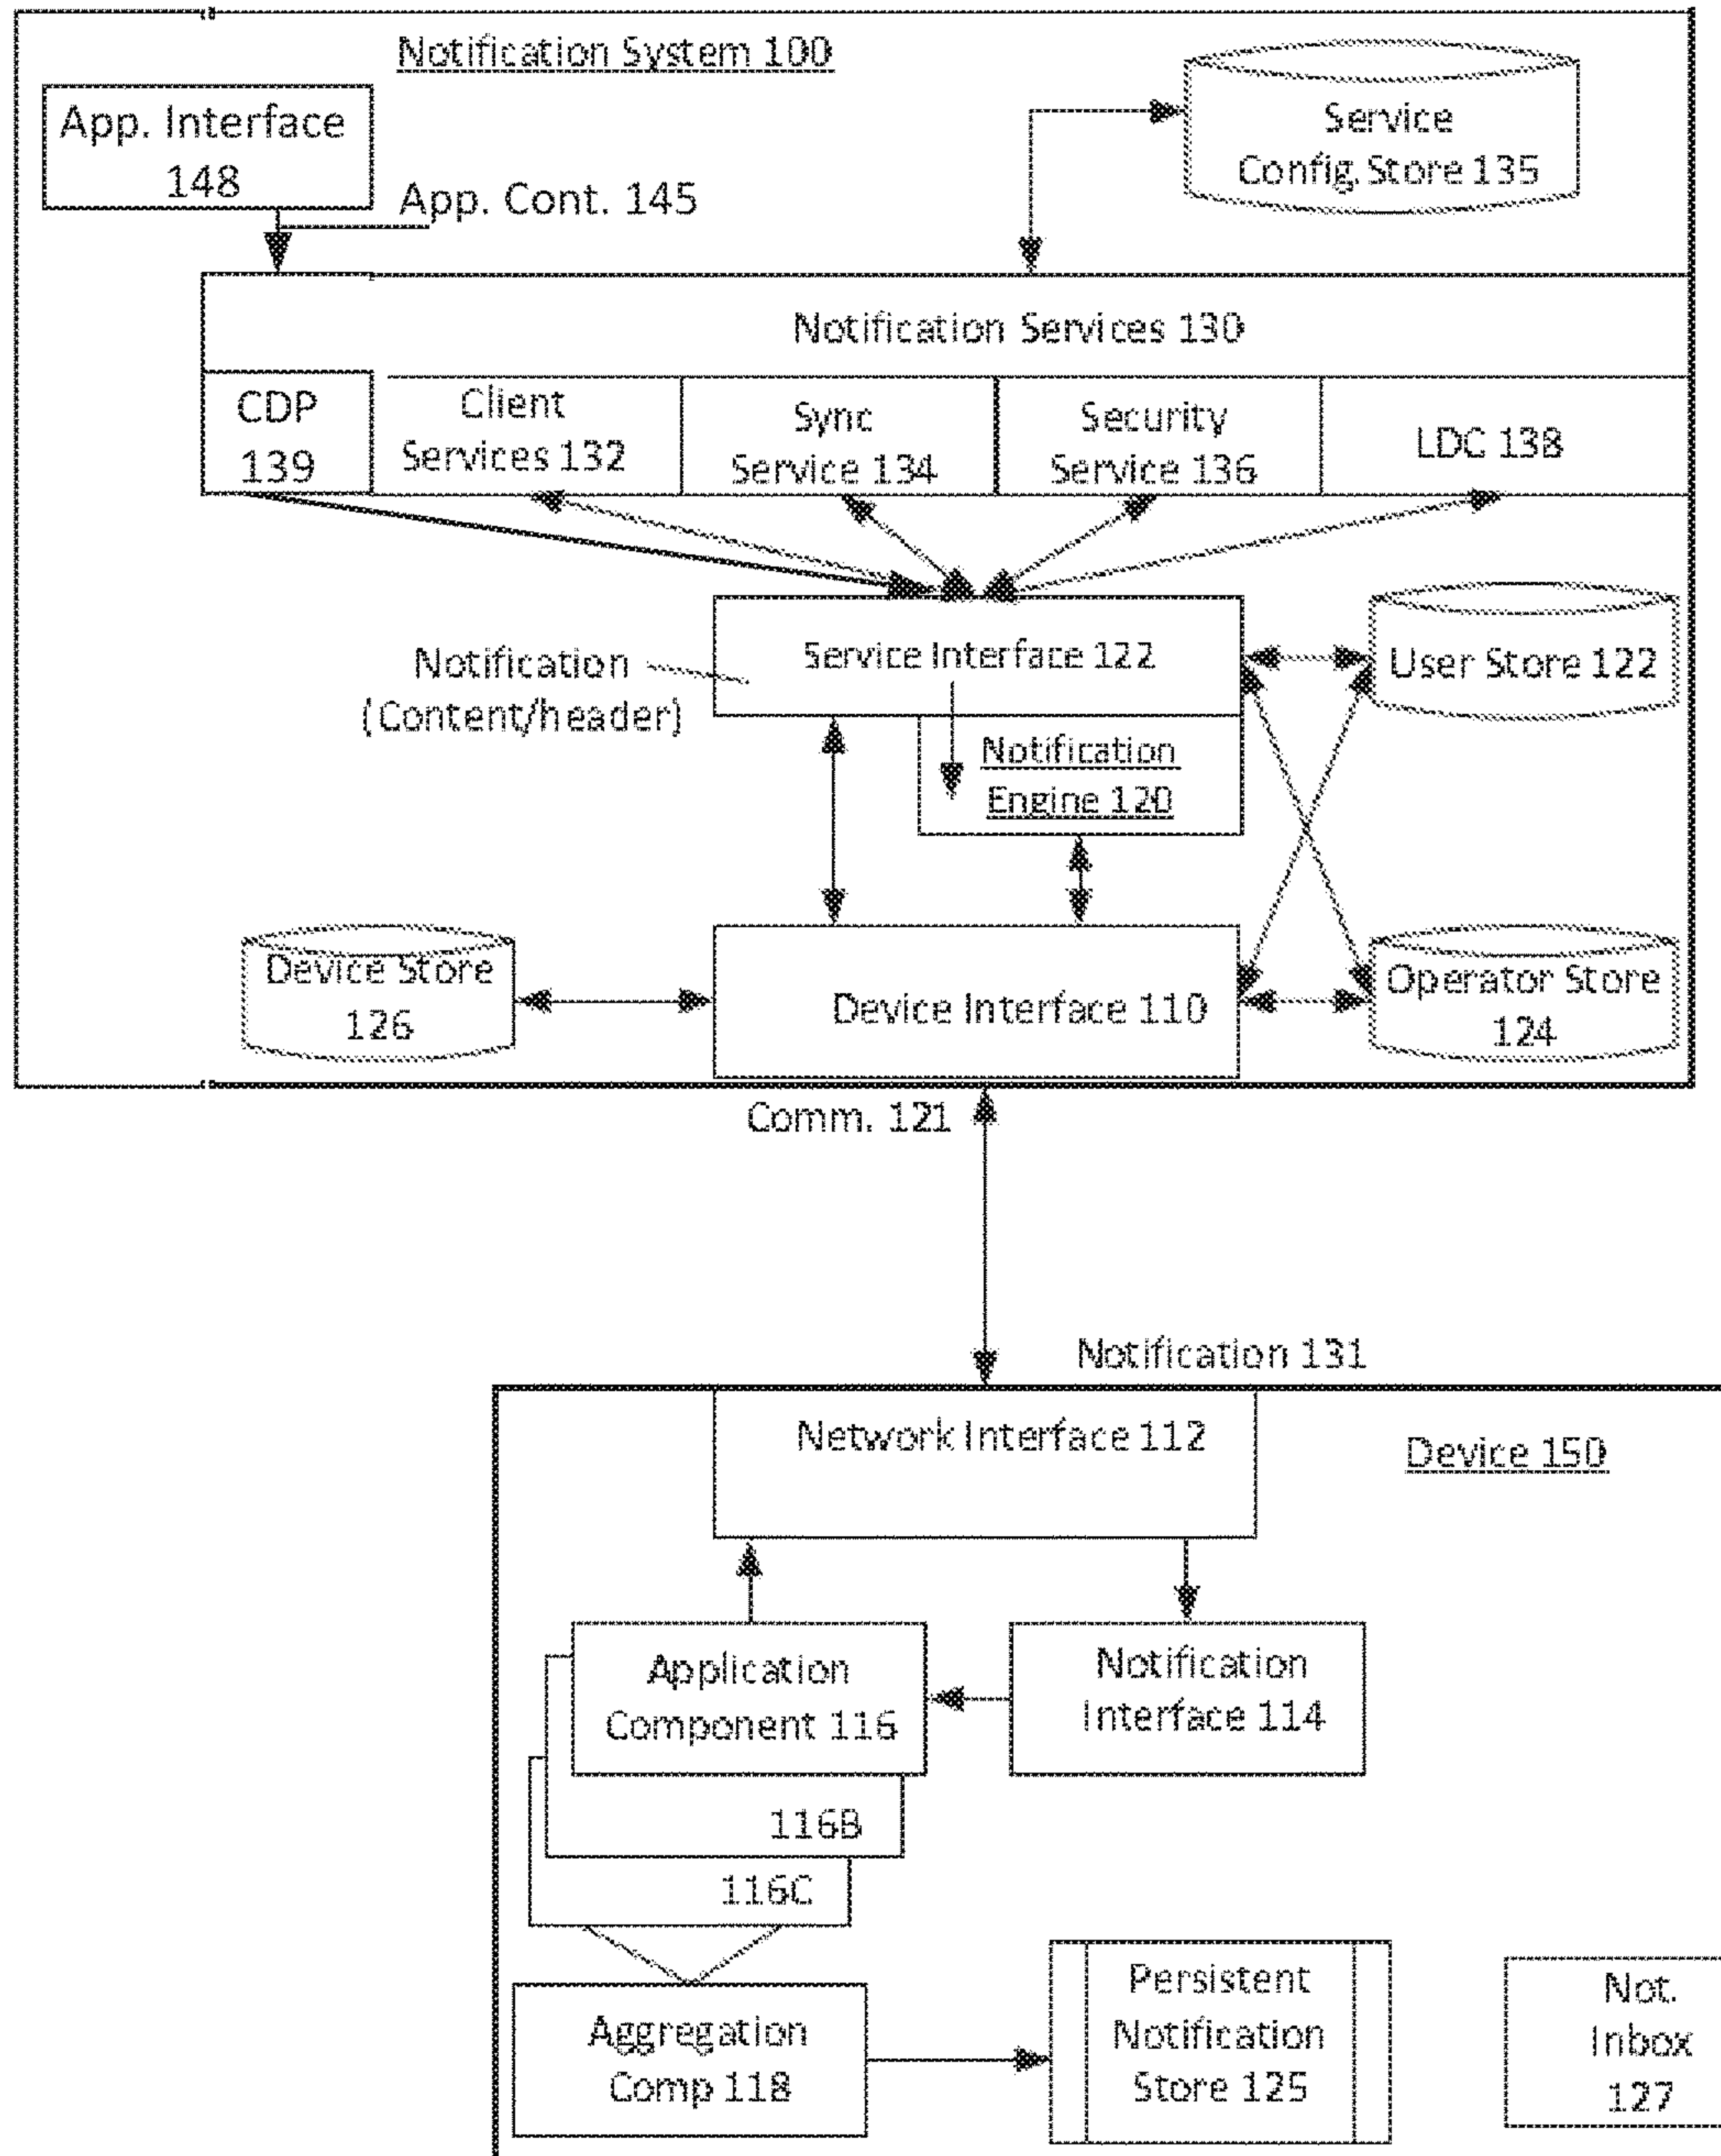 Notification System 100
App. Interface
148
App. Cont. 145
Service
Config. Store 135
Notification Services 130
CDP
139
Client
Services 132
Sync
Service 134
Security
Service 136
LDC 138
Service Interface 122
User Store 122
Notification
(Content/header)
Notification
Engine 120
Device Store
126
Device Interface 110
Operator Store
124
Comm. 121
Notification 131
Network Interface 112
Device 150
Application
Component 116
Notification
Interface 114
116B
116C
Aggregation
Comp 118
Persistent
Notification
Store 125
Not.
Inbox
127